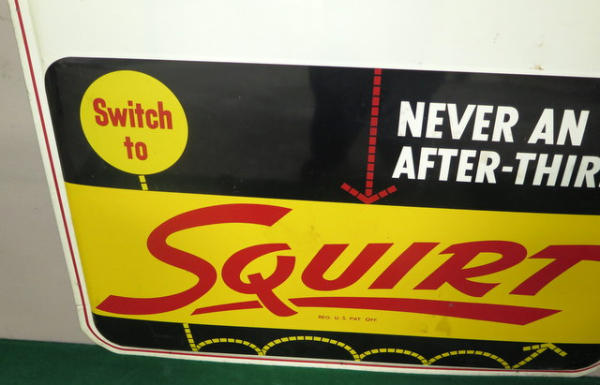 Switch
to
NEVER AN
AFTER-THIR
SQUIRT
REG. U.S. PAT. OFF.